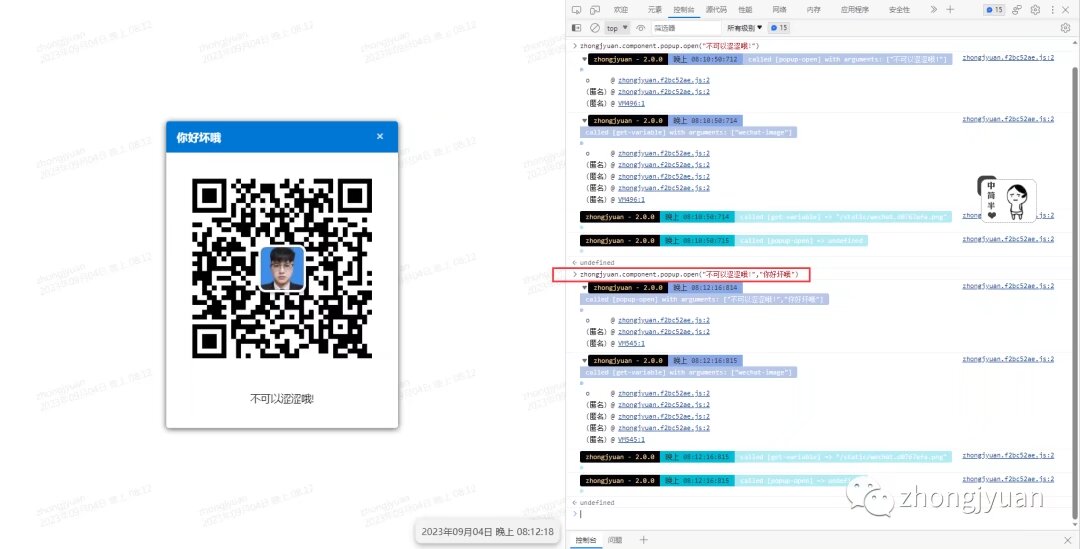 你好坏哦 ×
不可以涩涩哦!
2023年09月04日 晚上 08:12:18
zhongjyuan
2023年09月04日 晚上 08:12
欢迎 元素 控制台 源代码 性能 网络 内存 应用程序 安全性 15
top 筛选器 所有级别 15
zhongjyuan.component.popup.open("不可以涩涩哦!")
zhongjyuan - 2.0.0 晚上 08:10:50:712 called [popup-open] with arguments: ["不可以涩涩哦!"] zhongjyuan.f2bc52ae.js:2
o @ zhongjyuan.f2bc52ae.js:2
(匿名) @ zhongjyuan.f2bc52ae.js:2
(匿名) @ VM496:1
zhongjyuan - 2.0.0 晚上 08:10:50:714 zhongjyuan.f2bc52ae.js:2
called [get-variable] with arguments: ["wechat-image"]
o @ zhongjyuan.f2bc52ae.js:2
(匿名) @ zhongjyuan.f2bc52ae.js:2
(匿名) @ zhongjyuan.f2bc52ae.js:2
(匿名) @ zhongjyuan.f2bc52ae.js:2
(匿名) @ VM496:1
中
简
半
zhongjyuan - 2.0.0 晚上 08:10:50:714 called [get-variable] => "/static/wechat.d0767efa.png"
zhongjyuan - 2.0.0 晚上 08:10:50:715 called [popup-open] => undefined zhongjyuan.f2bc52ae.js:2
undefined
zhongjyuan.component.popup.open("不可以涩涩哦!","你好坏哦")
zhongjyuan - 2.0.0 晚上 08:12:16:814 zhongjyuan.f2bc52ae.js:2
called [popup-open] with arguments: ["不可以涩涩哦!","你好坏哦"]
o @ zhongjyuan.f2bc52ae.js:2
(匿名) @ zhongjyuan.f2bc52ae.js:2
(匿名) @ VM545:1
zhongjyuan - 2.0.0 晚上 08:12:16:815 zhongjyuan.f2bc52ae.js:2
called [get-variable] with arguments: ["wechat-image"]
o @ zhongjyuan.f2bc52ae.js:2
(匿名) @ zhongjyuan.f2bc52ae.js:2
(匿名) @ zhongjyuan.f2bc52ae.js:2
(匿名) @ zhongjyuan.f2bc52ae.js:2
(匿名) @ VM545:1
zhongjyuan - 2.0.0 晚上 08:12:16:815 called [get-variable] => "/static/wechat.d0767efa.png" zhongjyuan.f2bc52ae.js:2
zhongjyuan - 2.0.0 晚上 08:12:16:815 called [popup-open] => zhongjyuan.f2bc52ae.js:2
undefined
zhongjyuan
控制台 问题